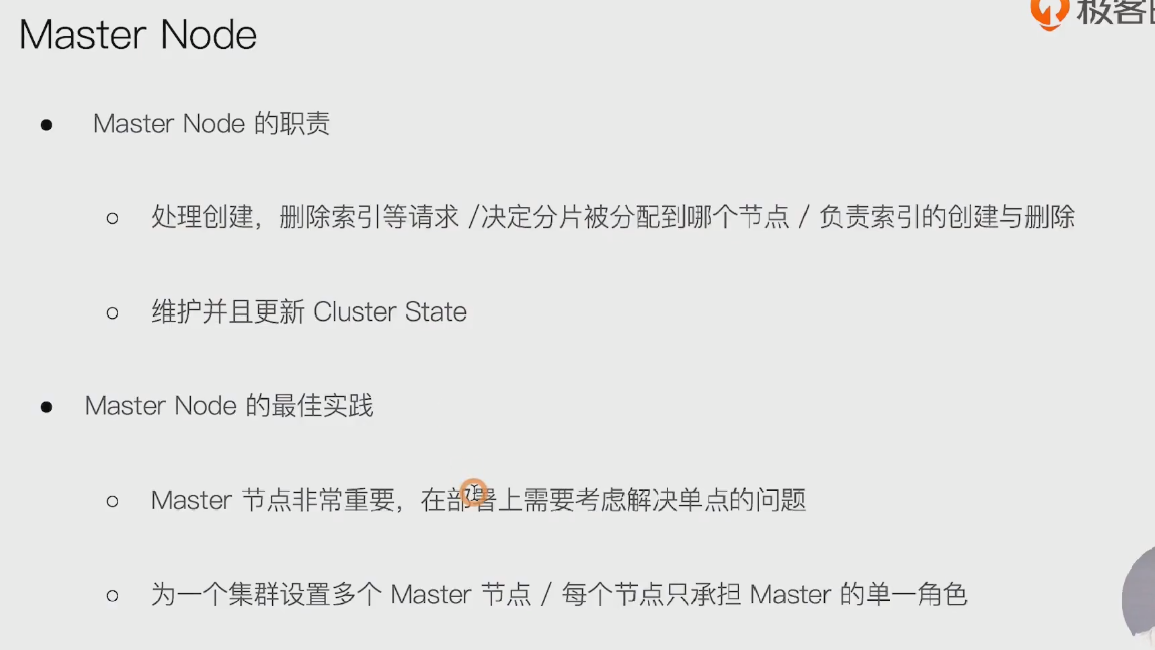 极客
Master Node
Master Node 的职责
处理创建，删除索引等请求 /决定分片被分配到哪个节点 / 负责索引的创建与删除
维护并且更新 Cluster State
Master Node 的最佳实践
Master 节点非常重要，在部署上需要考虑解决单点的问题
为一个集群设置多个 Master 节点 / 每个节点只承担 Master 的单一角色